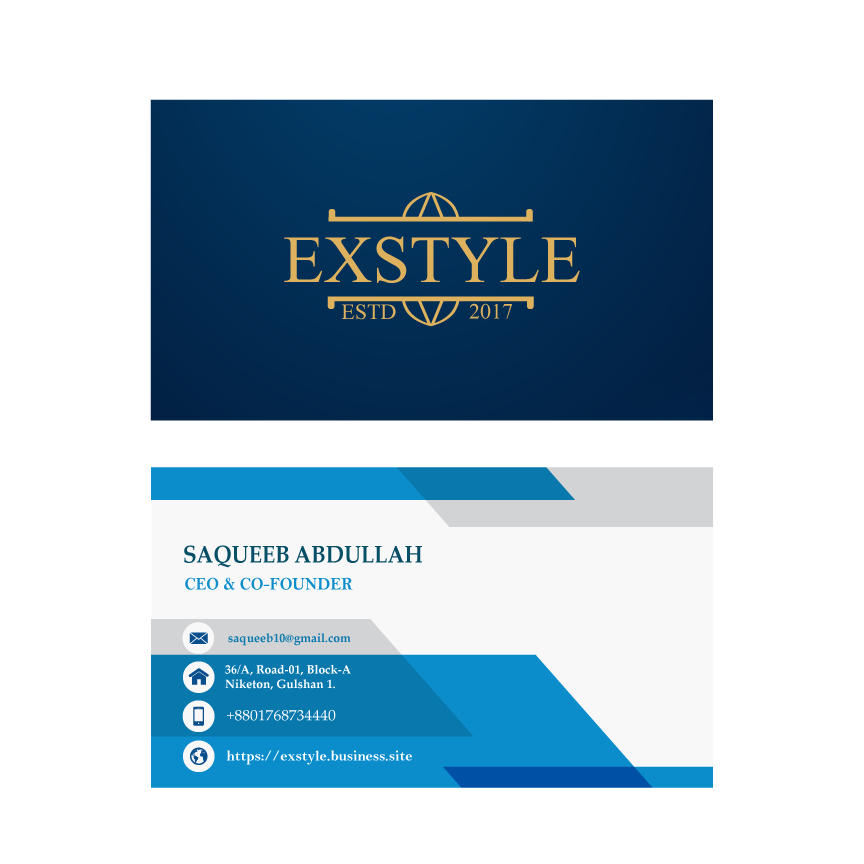 EXSTYLE
ESTD 2017
SAQUEEB ABDULLAH
CEO & CO-FOUNDER
saqueeb10@gmail.com
36/A, Road-01, Block-A
Niketon, Gulshan 1.
+8801768734440
https://exstyle.business.site